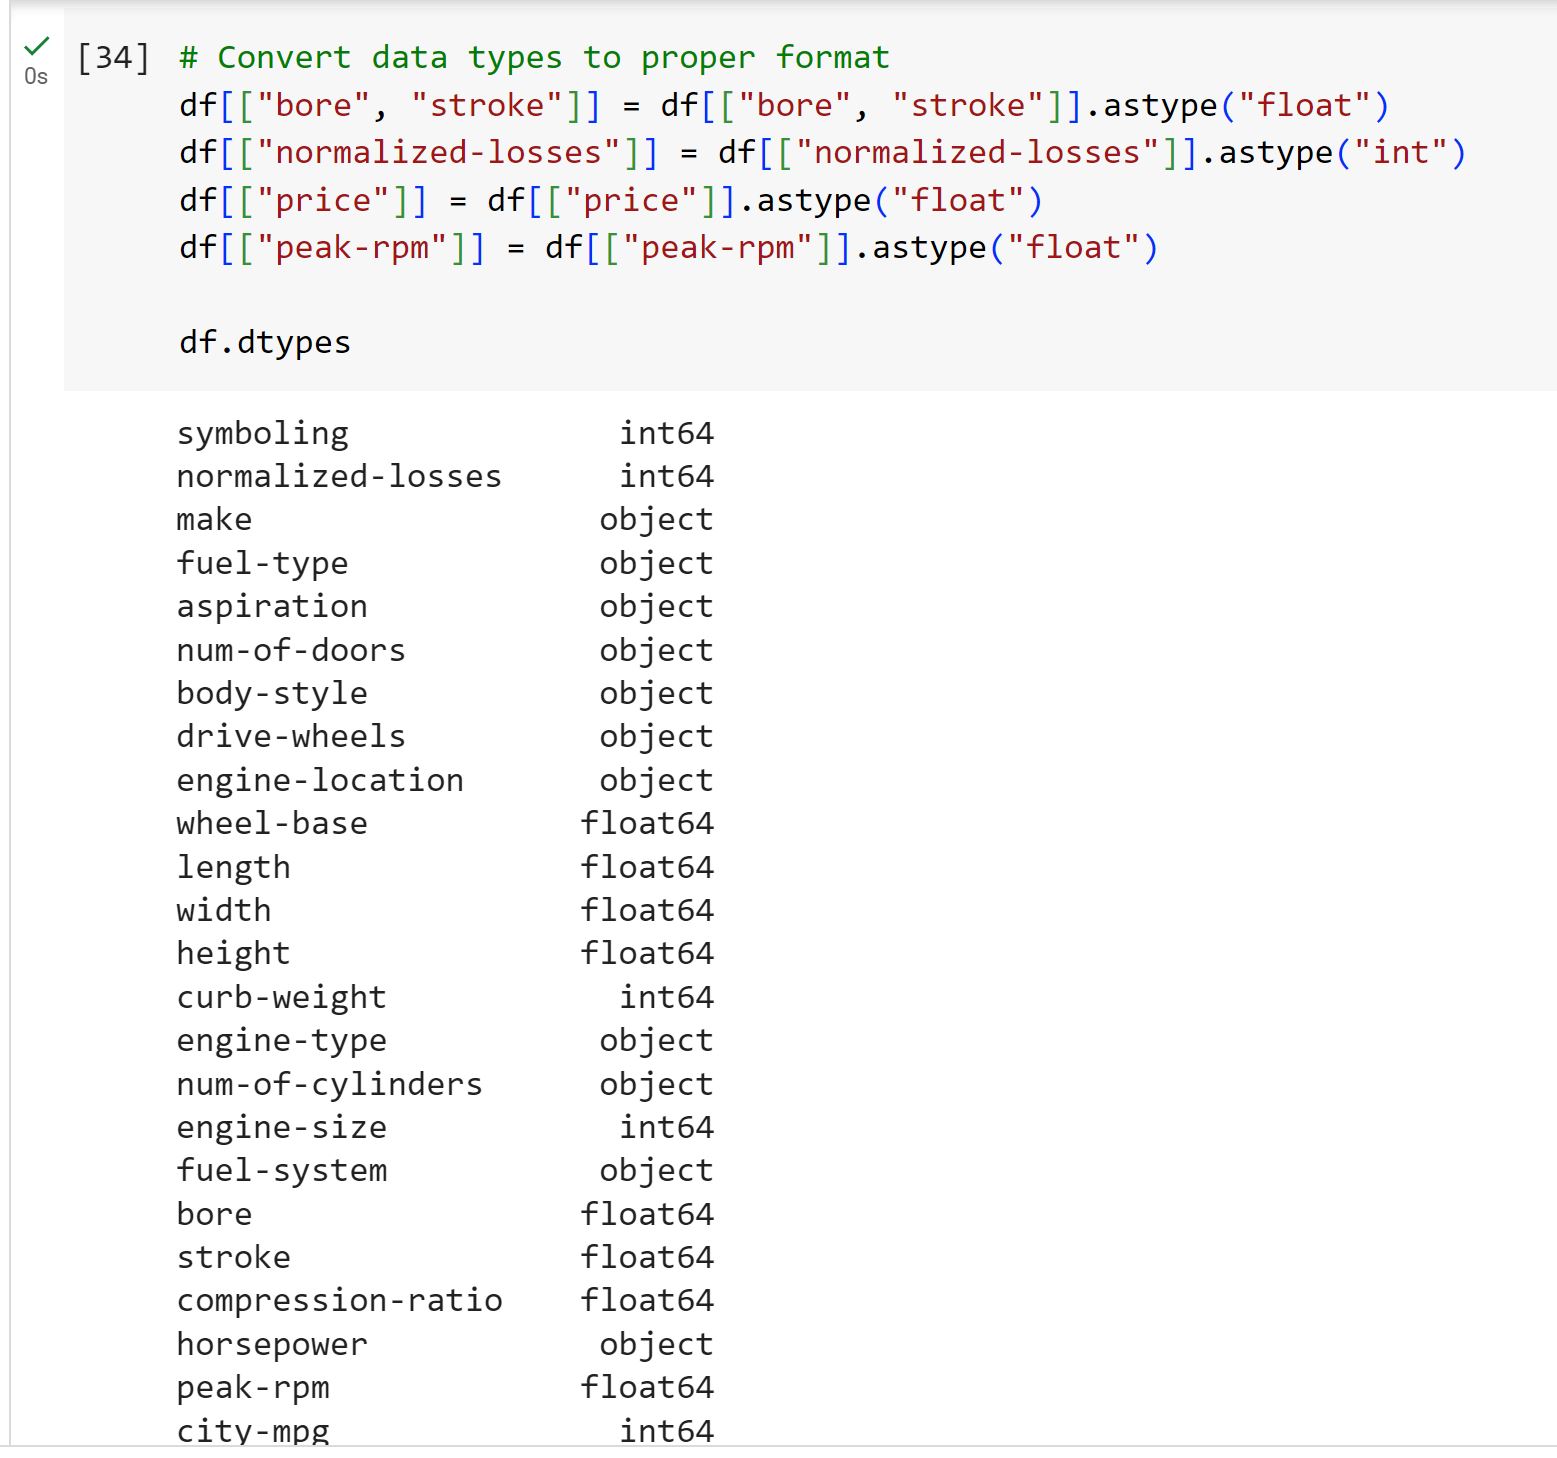 [34] # Convert data types to proper format
0s
df[["bore", "stroke"]] = df[["bore", "stroke"]].astype("float")
df[["normalized-losses"]] = df[["normalized-losses"]].astype("int")
df[["price"]] = df[["price"]].astype("float")
df[["peak-rpm"]] = df[["peak-rpm"]].astype("float")
df.dtypes
symboling int64
normalized-losses int64
make object
fuel-type object
aspiration object
num-of-doors object
body-style object
drive-wheels object
engine-location object
wheel-base float64
length float64
width float64
height float64
curb-weight int64
engine-type object
num-of-cylinders object
engine-size int64
fuel-system object
bore float64
stroke float64
compression-ratio float64
horsepower object
peak-rpm float64
city-mpg int64